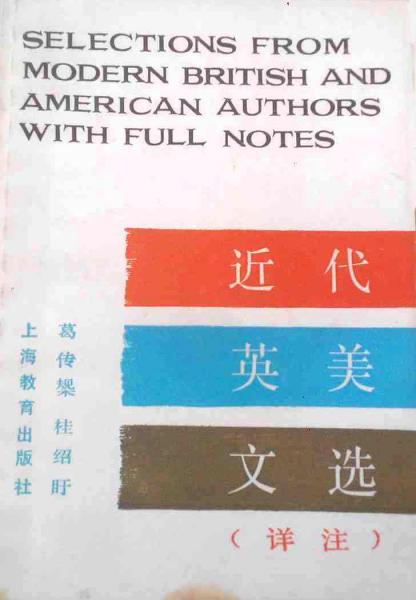 SELECTIONS FROM
MODERN BRITISH AND
AMERICAN AUTHORS
WITH FULL NOTES
近代
英美
文选
(详注)
葛传椝 桂绍盱
上海教育出版社